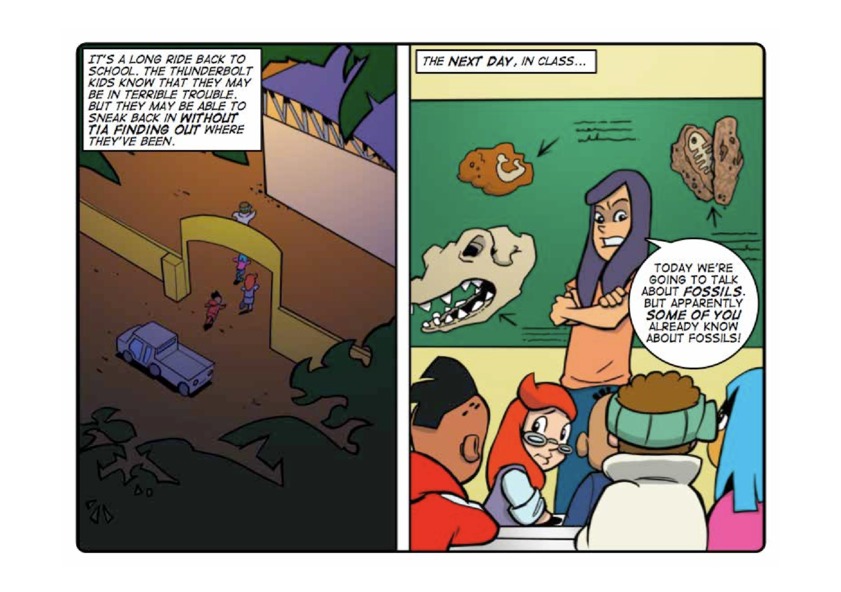 IT'S A LONG RIDE BACK TO
SCHOOL. THE THUNDERBOLT
KIDS KNOW THAT THEY MAY
BE IN TERRIBLE TROUBLE.
BUT THEY MAY BE ABLE TO
SNEAK BACK IN WITHOUT
TIA FINDING OUT WHERE
THEY'VE BEEN.
THE NEXT DAY, IN CLASS...
TODAY WE'RE
GOING TO TALK
ABOUT FOSSILS.
BUT APPARENTLY
SOME OF YOU
ALREADY KNOW
ABOUT FOSSILS!